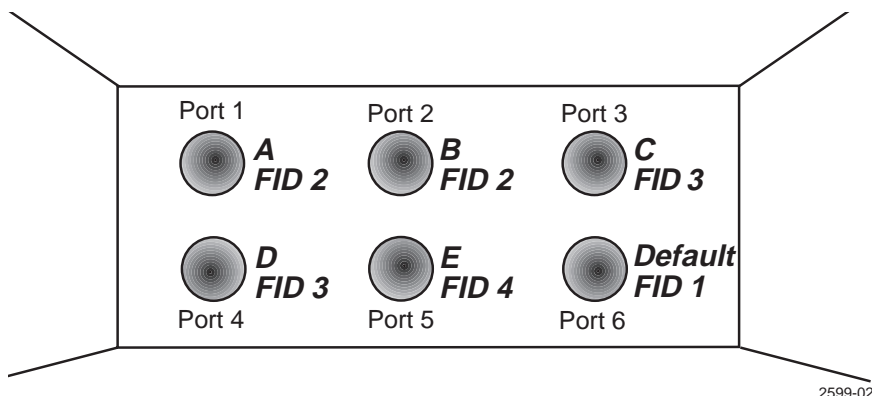 Port 1
A
FID 2
Port 2
B
FID 2
Port 3
C
FID 3
D
FID 3
Port 4
E
FID 4
Port 5
Default
FID 1
Port 6
2599-02